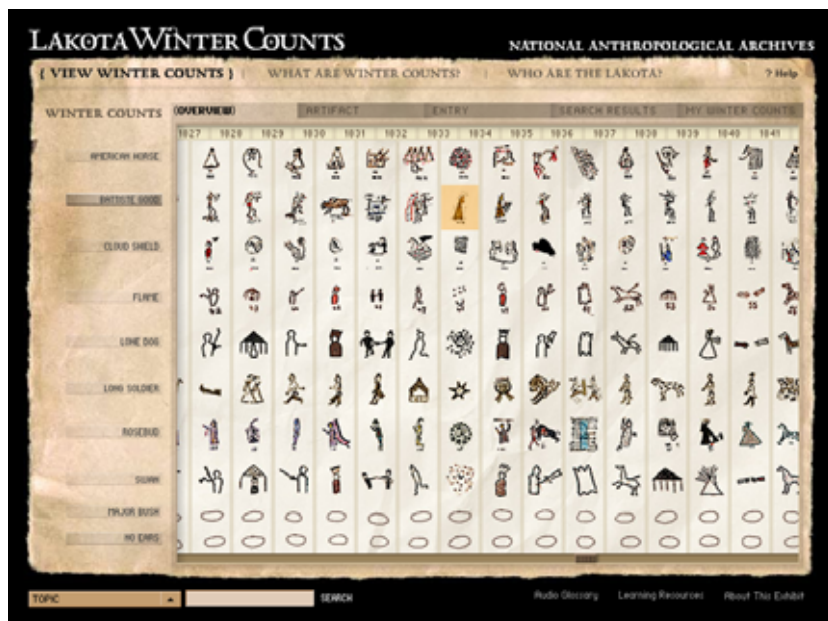 LAKOTA WINTER COUNTS
NATIONAL ANTHROPOLOGICAL ARCHIVES
{ VIEW WINTER COUNTS } | WHAT ARE WINTER COUNTS? | WHO ARE THE LAKOTA? ? Help
WINTER COUNTS (OVERVIEW) ARTIFACT ENTRY SEARCH RESULTS MY WINTER COUNTS
1827 1828 1829 1830 1831 1832 1833 1834 1835 1836 1837 1838 1839 1840 1841
AMERICAN HORSE
BATTISTE GOOD
CLOUD SHIELD
FLAME
LONE DOG
LONG SOLDIER
ROSEBUD
SWAN
MAJOR BUSH
NO EARS
TOPIC SEARCH Audio Glossary Learning Resources About This Exhibit